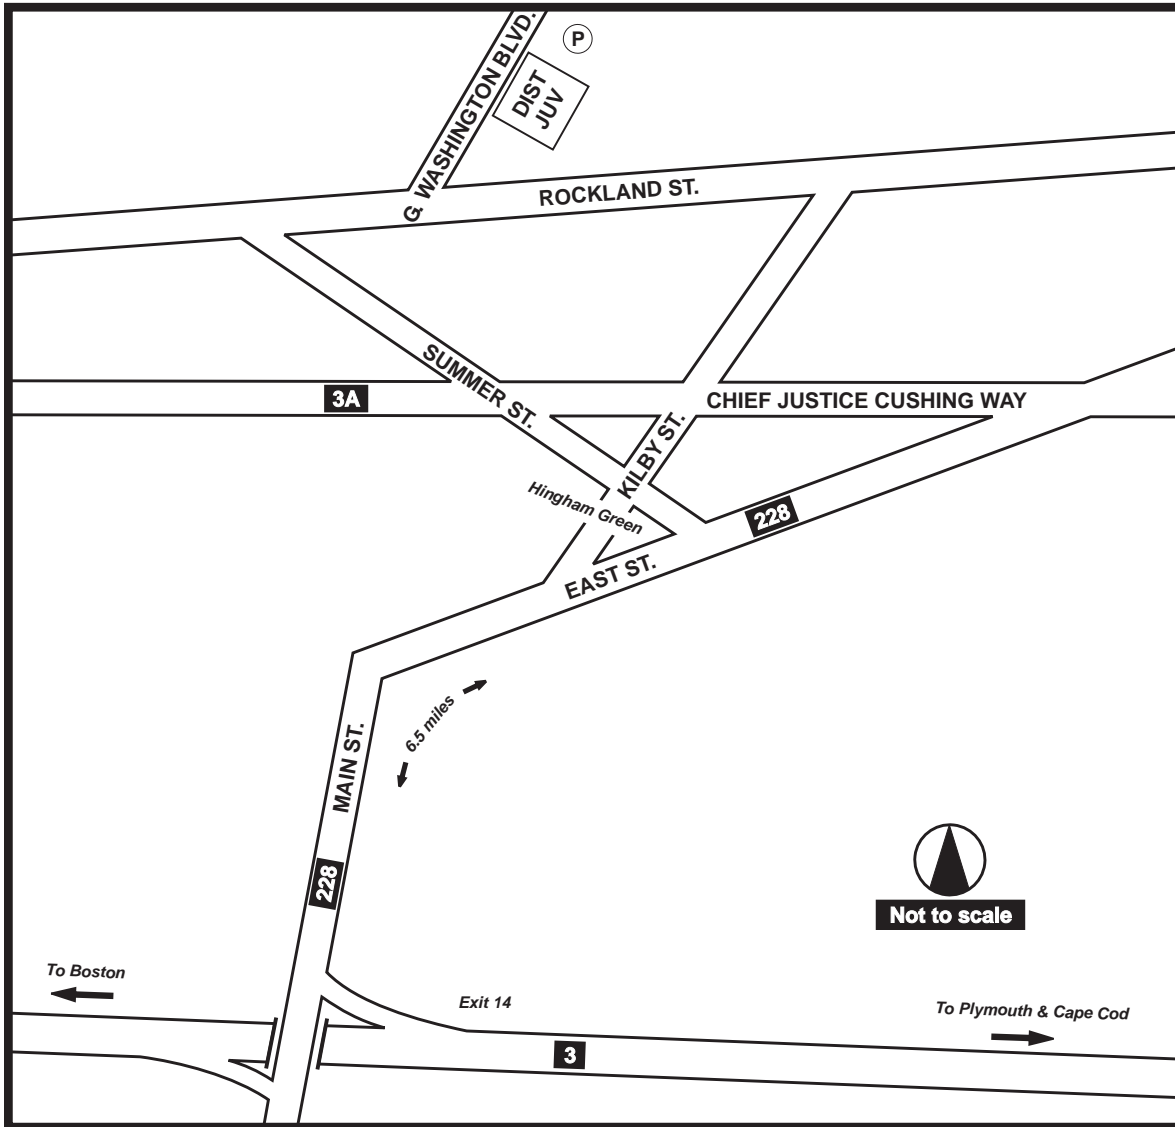 G. WASHINGTON BLVD.
P
DIST
JUV
ROCKLAND ST.
SUMMER ST.
3A
CHIEF JUSTICE CUSHING WAY
KILBY ST.
Hingham Green
228
EAST ST.
6.5 miles
MAIN ST.
228
Not to scale
To Boston
Exit 14
To Plymouth & Cape Cod
3